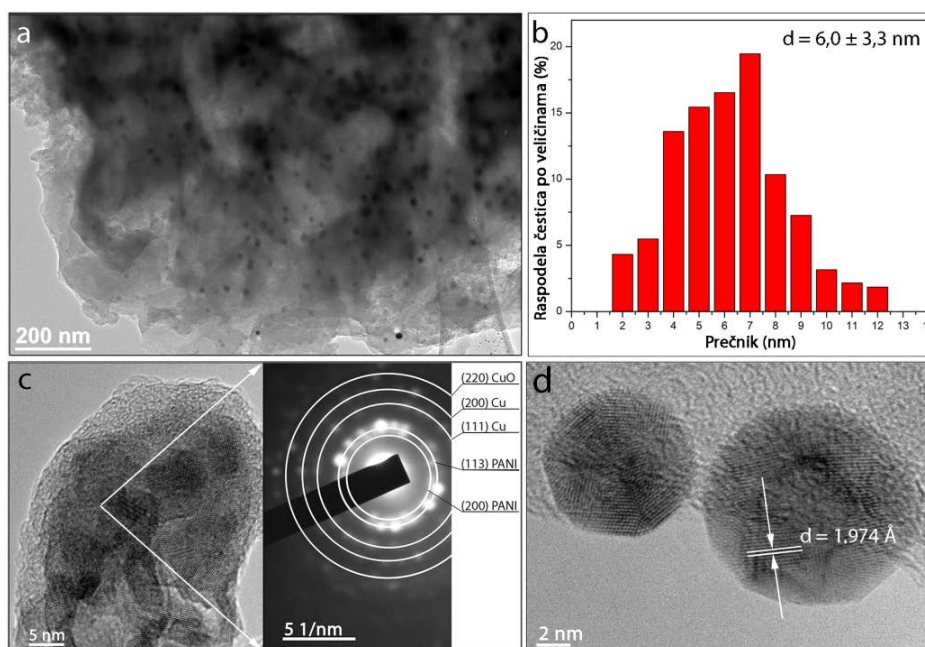 a
200 nm
b
d = 6,0 ± 3,3 nm
Raspodela čestica po veličinama (%)
20
15
10
5
0
0 1 2 3 4 5 6 7 8 9 10 11 12 13
Prečnik (nm)
c
5 nm
5 1/nm
(220) CuO
(200) Cu
(111) Cu
(113) PANI
(200) PANI
d
d = 1.974 Å
2 nm